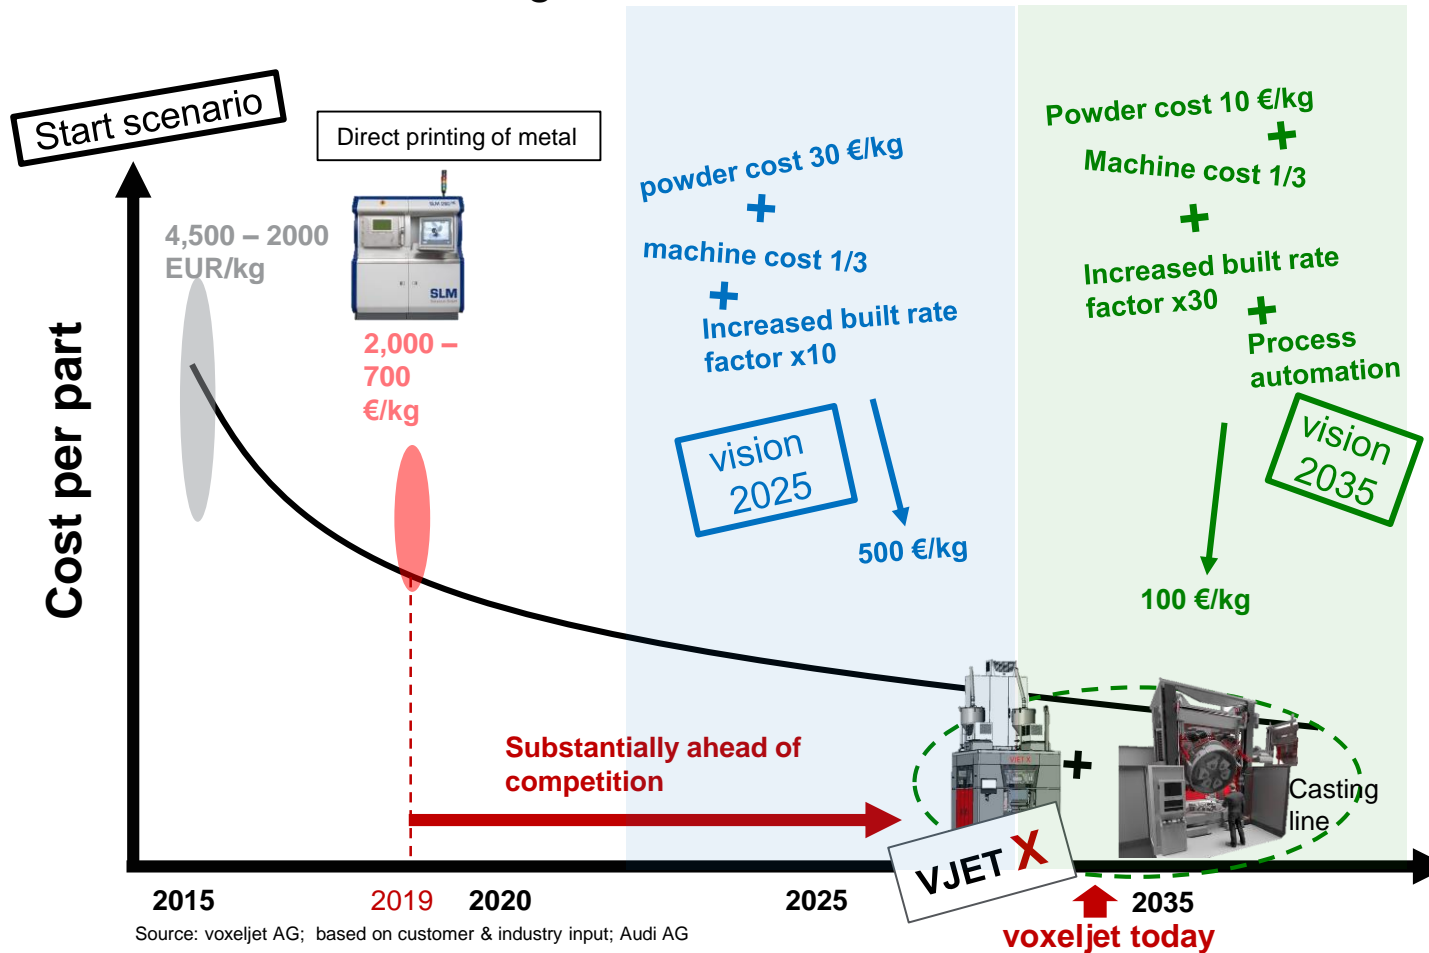 Start scenario
Direct printing of metal
4,500 – 2000
EUR/kg
SLM
2,000 –
700
€/kg
Cost per part
powder cost 30 €/kg
+
machine cost 1/3
+
Increased built rate
factor x10
vision
2025
500 €/kg
Powder cost 10 €/kg
+
Machine cost 1/3
+
Increased built rate
factor x30
+
Process
automation
vision
2035
100 €/kg
Substantially ahead of
competition
VJET X
+
Casting
line
VJET X
2015
2019
2020
2025
2035
voxeljet today
Source: voxeljet AG; based on customer & industry input; Audi AG